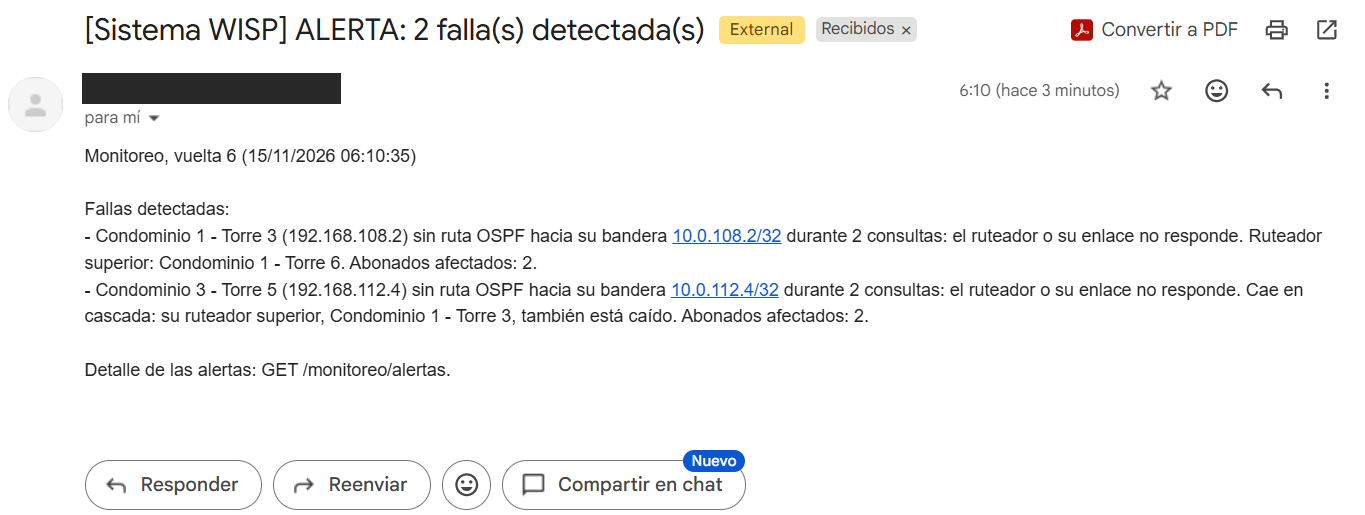 [Sistema WISP] ALERTA: 2 falla(s) detectada(s) External Recibidos × Convertir a PDF
6:10 (hace 3 minutos)
para mí
Monitoreo, vuelta 6 (15/11/2026 06:10:35)
Fallas detectadas:
- Condominio 1 - Torre 3 (192.168.108.2) sin ruta OSPF hacia su bandera 10.0.108.2/32 durante 2 consultas: el ruteador o su enlace no responde. Ruteador
superior: Condominio 1 - Torre 6. Abonados afectados: 2.
- Condominio 3 - Torre 5 (192.168.112.4) sin ruta OSPF hacia su bandera 10.0.112.4/32 durante 2 consultas: el ruteador o su enlace no responde. Cae en
cascada: su ruteador superior, Condominio 1 - Torre 3, también está caído. Abonados afectados: 2.
Detalle de las alertas: GET /monitoreo/alertas.
Nuevo
Responder Reenviar Compartir en chat